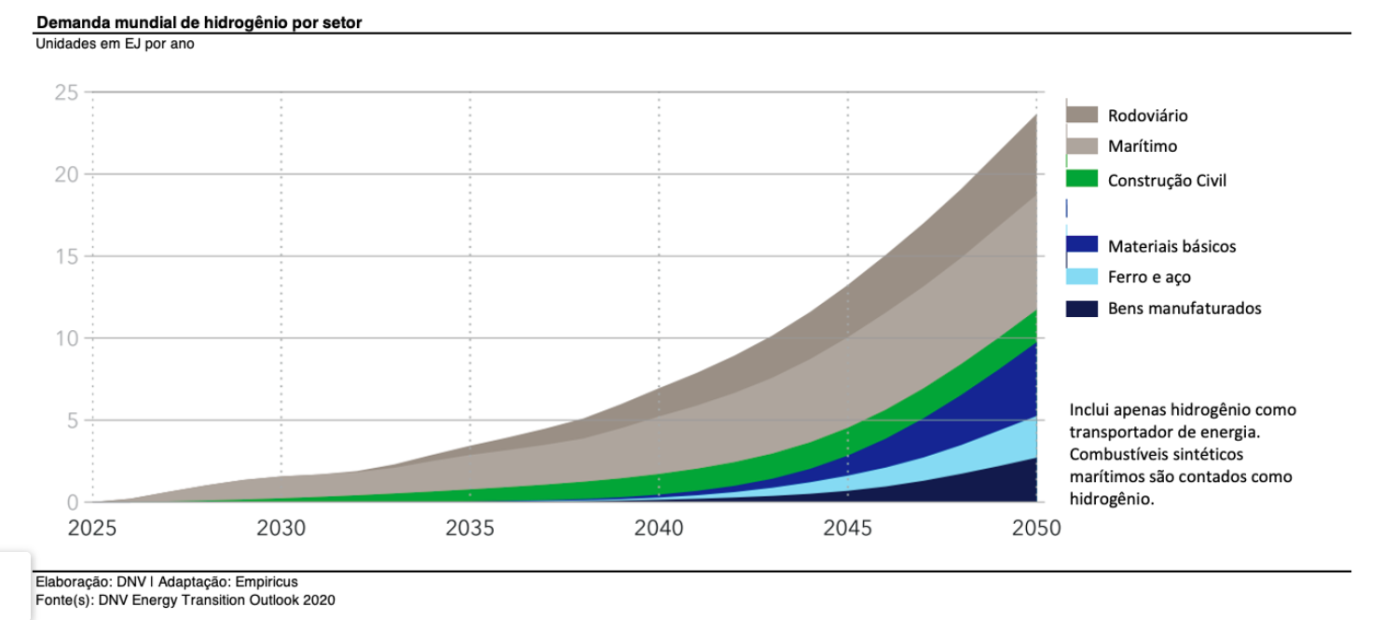 Demanda mundial de hidrogênio por setor
Unidades em EJ por ano
25
20
15
10
5
0
2025 2030 2035 2040 2045 2050
Rodoviário
Marítimo
Construção Civil
Materiais básicos
Ferro e aço
Bens manufaturados
Inclui apenas hidrogênio como
transportador de energia.
Combustíveis sintéticos
marítimos são contados como
hidrogênio.
Elaboração: DNV | Adaptação: Empiricus
Fonte(s): DNV Energy Transition Outlook 2020